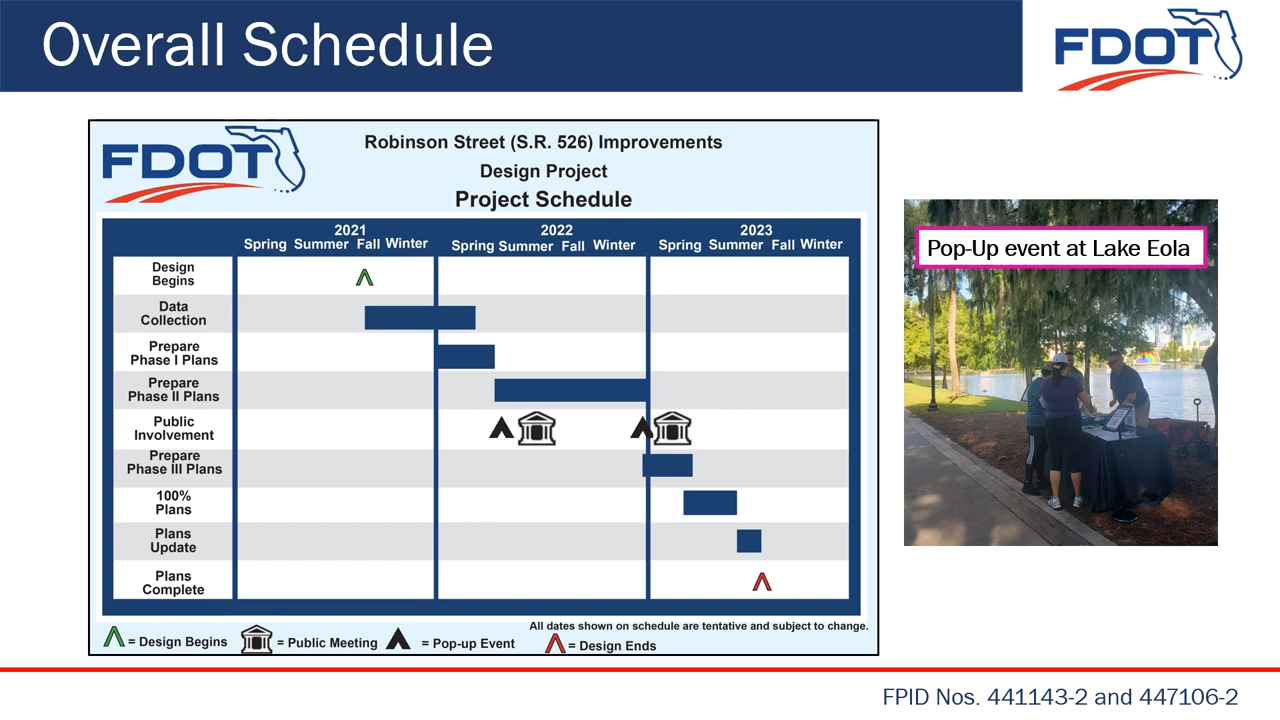 Overall Schedule
FDOT
FDOT
Robinson Street (S.R. 526) Improvements
Design Project
Project Schedule
2021 2022 2023
Spring Summer Fall Winter Spring Summer Fall Winter Spring Summer Fall Winter
Design
Begins
Data
Collection
Prepare
Phase I Plans
Prepare
Phase II Plans
Public
Involvement
Prepare
Phase III Plans
100%
Plans
Plans
Update
Plans
Complete
All dates shown on schedule are tentative and subject to change.
= Design Begins = Public Meeting = Pop-up Event = Design Ends
Pop-Up event at Lake Eola
FPID Nos. 441143-2 and 447106-2